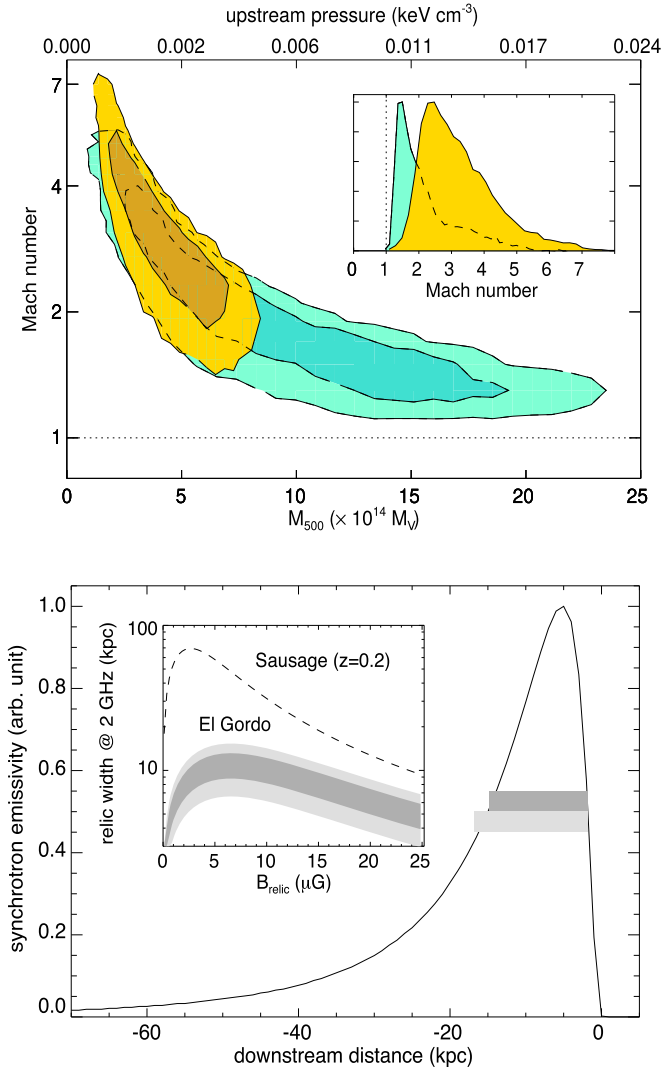 upstream pressure (keV cm⁻³)
0.000 0.002 0.006 0.011 0.017 0.024
7
4
2
1
Mach number
0 1 2 3 4 5 6 7
Mach number
0 5 10 15 20 25
M₅₀₀ (× 10¹⁴ M_V)
1.0
0.8
0.6
0.4
0.2
0.0
synchrotron emissivity (arb. unit)
100
10
relic width @ 2 GHz (kpc)
Sausage (z=0.2)
El Gordo
0 5 10 15 20 25
B_relic (μG)
-60 -40 -20 0
downstream distance (kpc)